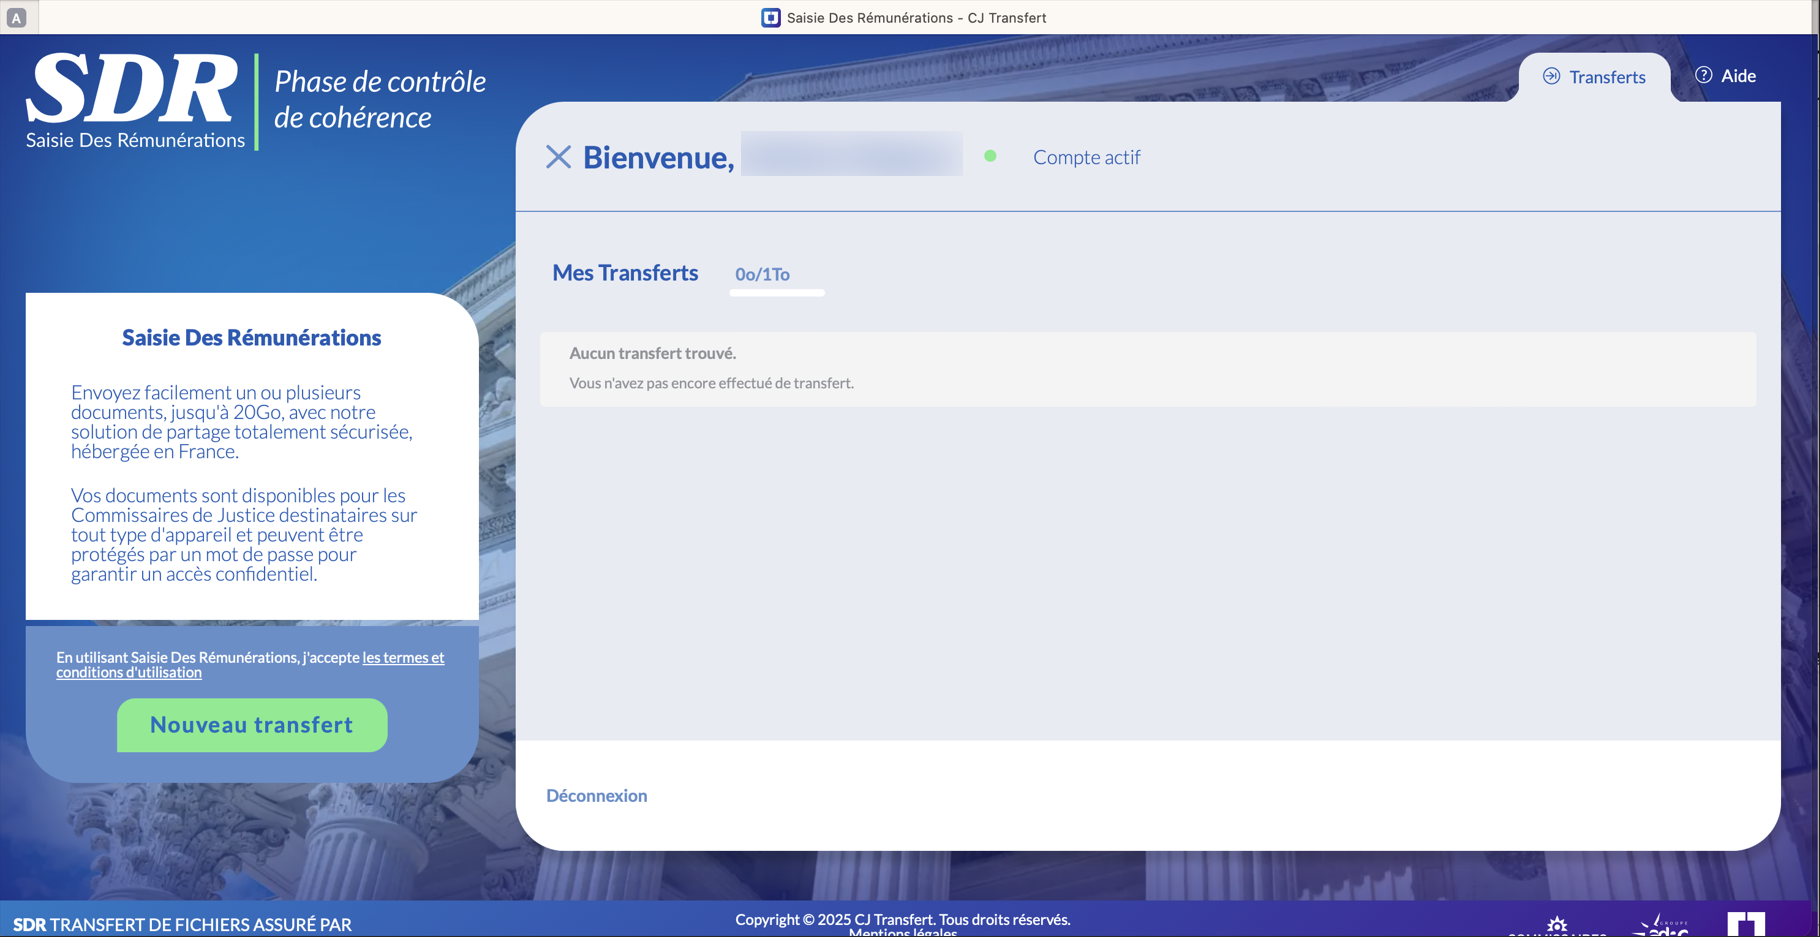 A
Saisie Des Rémunérations - CJ Transfert
SDR
Saisie Des Rémunérations
Phase de contrôle
de cohérence
Transferts
? Aide
Bienvenue,
Compte actif
Mes Transferts
0o/1To
Aucun transfert trouvé.
Vous n'avez pas encore effectué de transfert.
Saisie Des Rémunérations
Envoyez facilement un ou plusieurs
documents, jusqu'à 20Go, avec notre
solution de partage totalement sécurisée,
hébergée en France.
Vos documents sont disponibles pour les
Commissaires de Justice destinataires sur
tout type d'appareil et peuvent être
protégés par un mot de passe pour
garantir un accès confidentiel.
En utilisant Saisie Des Rémunérations, j'accepte les termes et
conditions d'utilisation
Nouveau transfert
Déconnexion
SDR TRANSFERT DE FICHIERS ASSURÉ PAR
Copyright © 2025 CJ Transfert. Tous droits réservés.
Mentions légales
COMMISSAIRES
GROUPE
adec